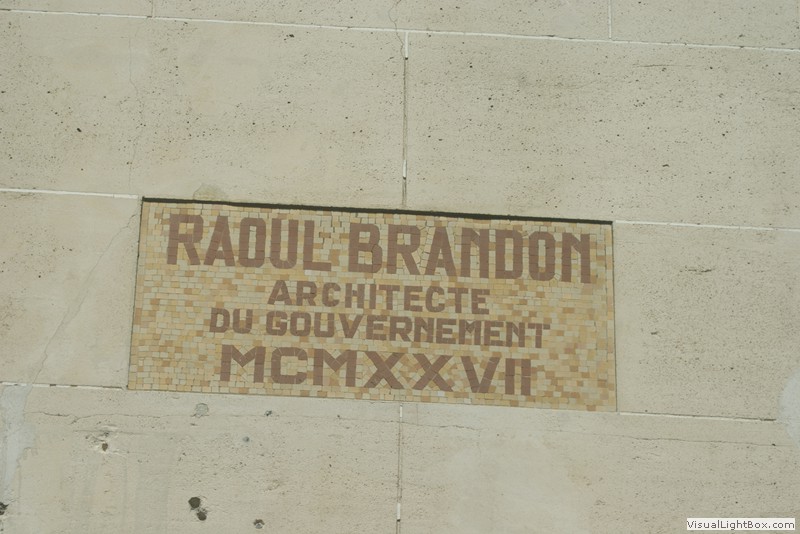 RAOUL BRANDON
ARCHITECTE
DU GOUVERNEMENT
MCMXXVII
VisualLightBox.com